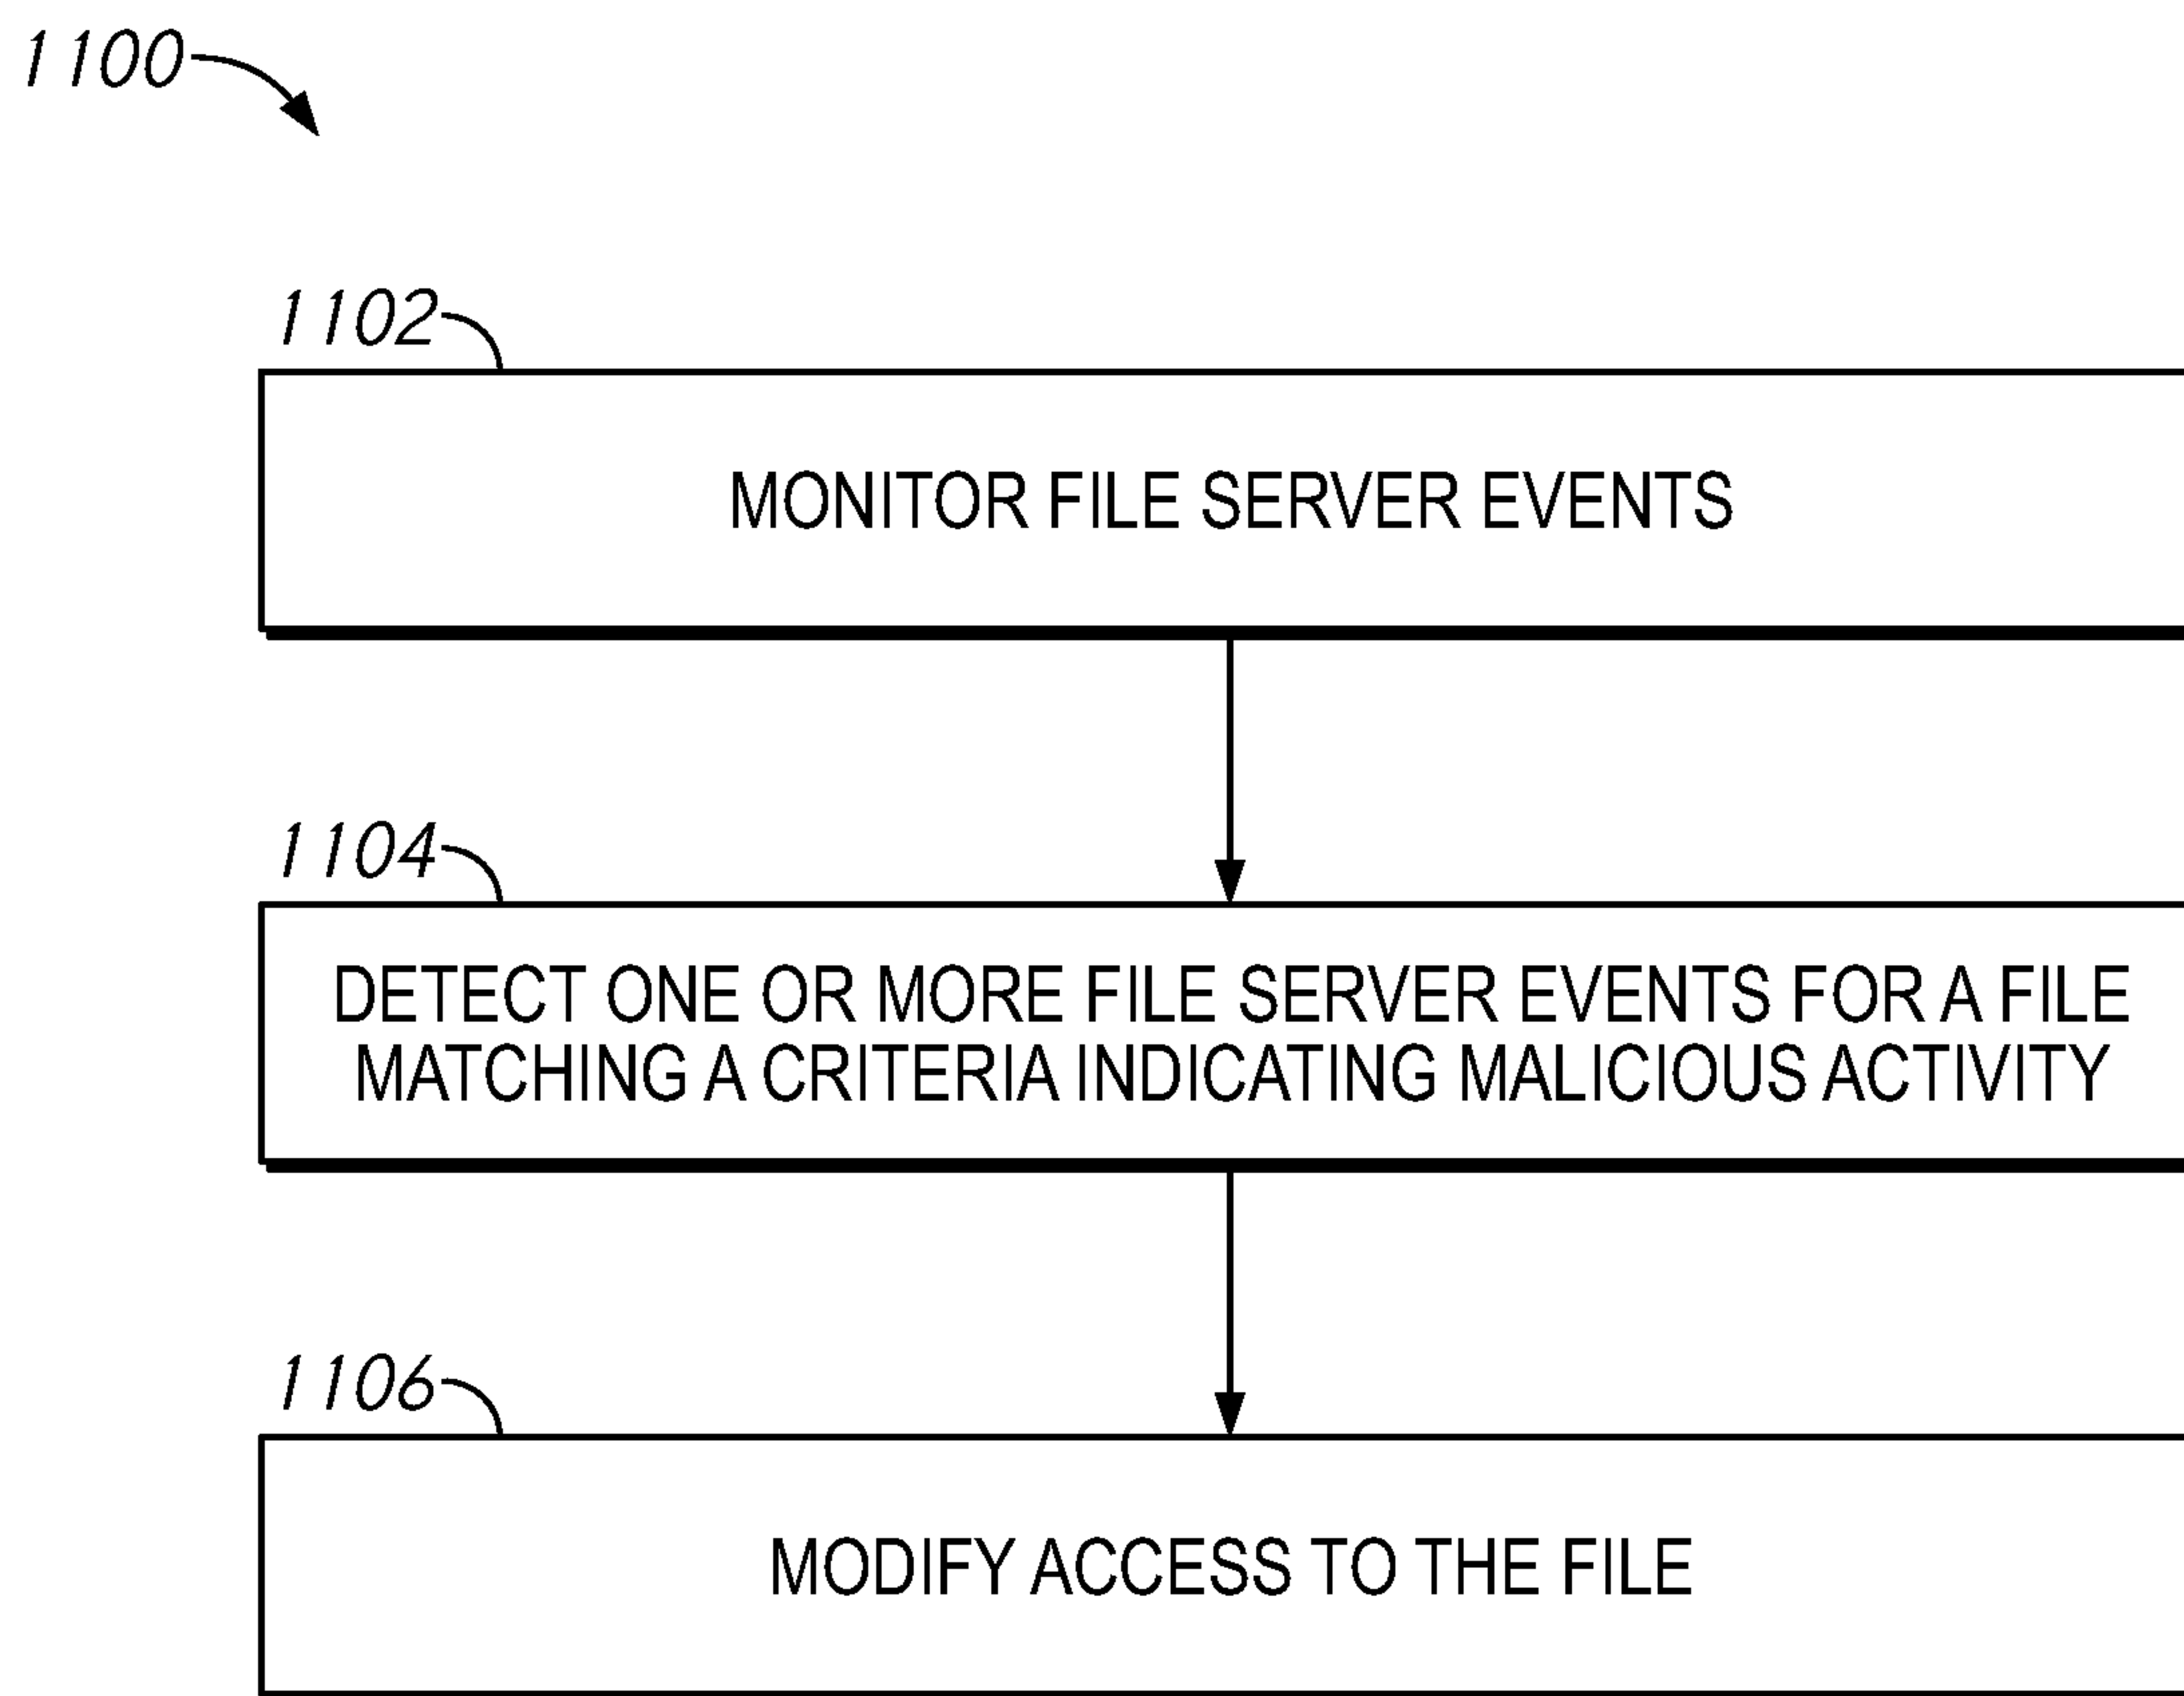 1100
1102
MONITOR FILE SERVER EVENTS
1104
DETECT ONE OR MORE FILE SERVER EVENTS FOR A FILE
MATCHING A CRITERIA INDICATING MALICIOUS ACTIVITY
1106
MODIFY ACCESS TO THE FILE